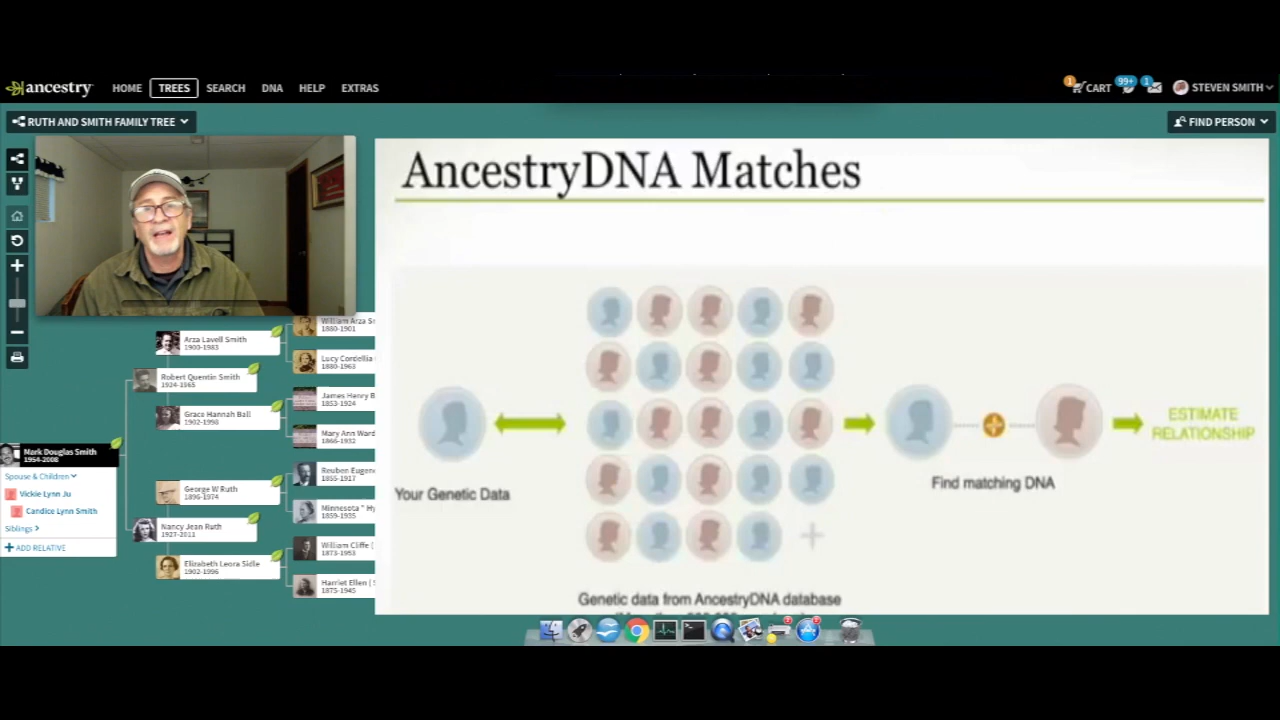 ancestry
HOME
TREES
SEARCH
DNA
HELP
EXTRAS
1
CART
99+
1
STEVEN SMITH
RUTH AND SMITH FAMILY TREE
FIND PERSON
AncestryDNA Matches
William Arza
1880-1901
Arza Lavell Smith
1900-1983
Lucy Cordellia
1880-1963
Robert Quentin Smith
1924-1965
James Henry B
1853-1924
Grace Hannah Ball
1902-1998
Mary Ann Ward
1866-1932
Mark Douglas Smith
1954-2008
Spouse & Children
Vickie Lynn Ju
Candice Lynn Smith
Siblings
ADD RELATIVE
Reuben Eugen
1855-1917
George W Ruth
1896-1974
Minnesota " Hy
1859-1935
Nancy Jean Ruth
1927-2011
William Cliffe (
1873-1953
Elizabeth Leora Sidle
1902-1996
Harriet Ellen (
1875-1945
Your Genetic Data
Genetic data from AncestryDNA database
Find matching DNA
ESTIMATE
RELATIONSHIP